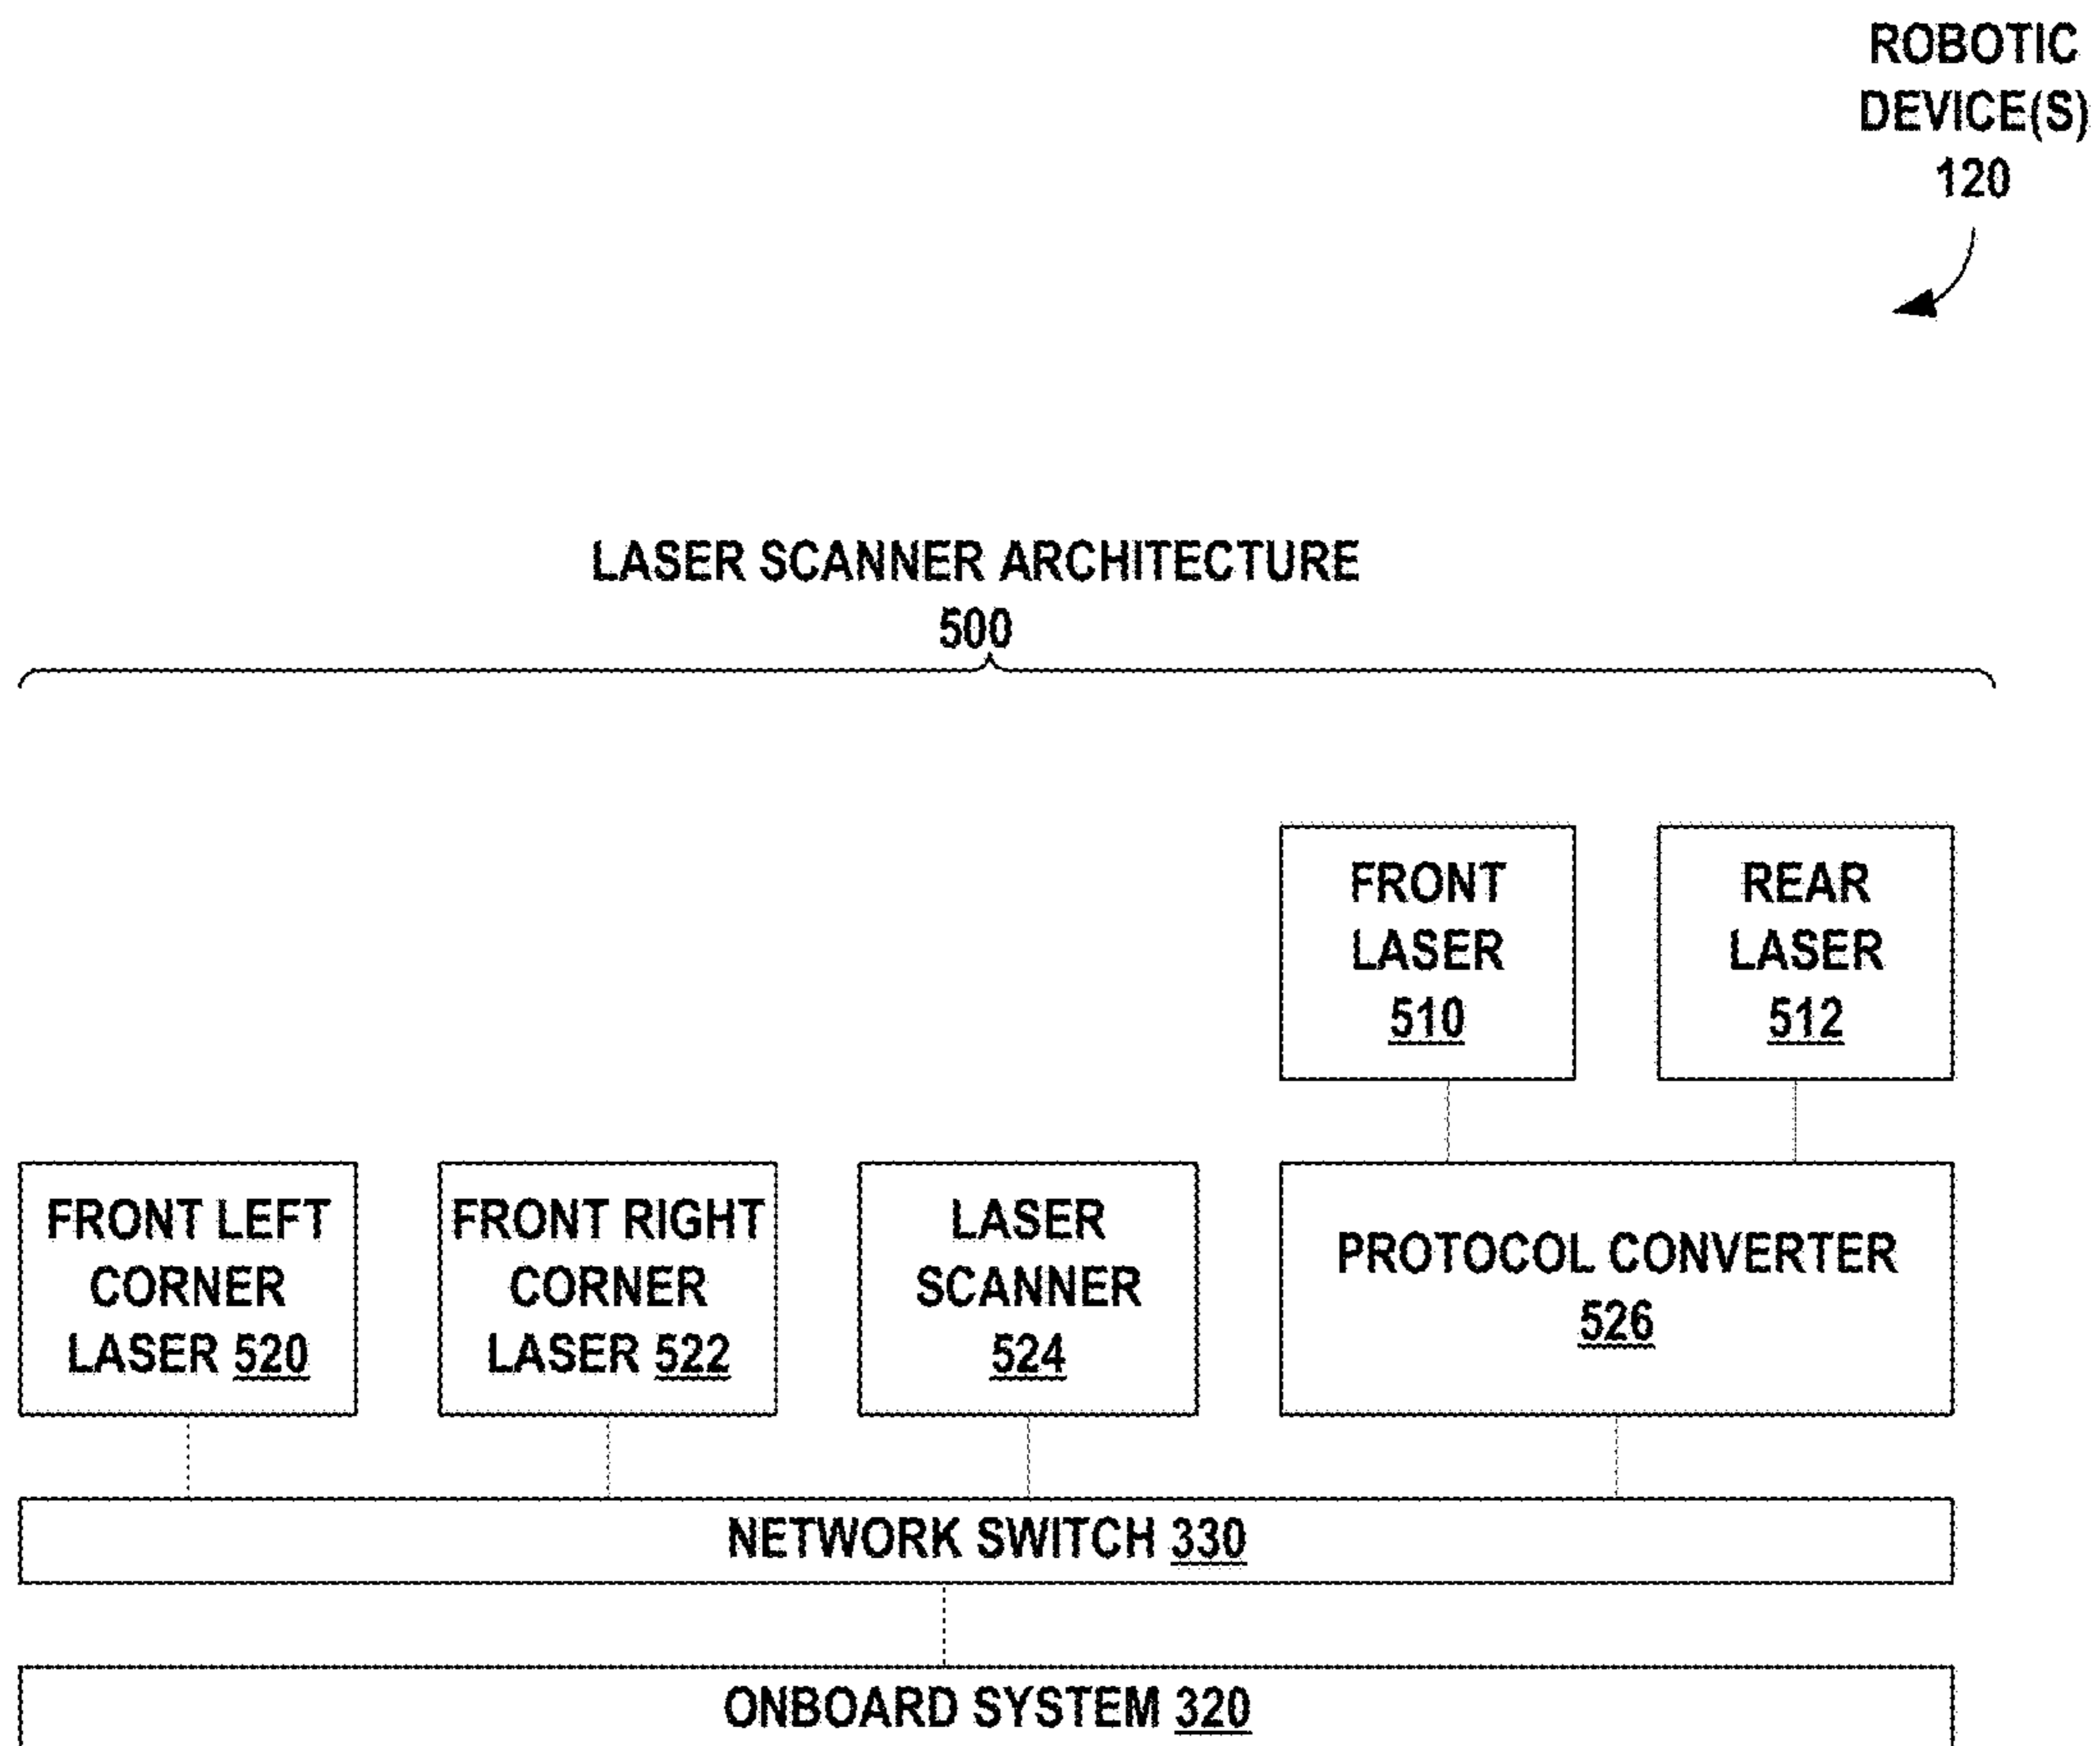 ROBOTIC
DEVICE(S)
120
LASER SCANNER ARCHITECTURE
500
FRONT
LASER
510
REAR
LASER
512
FRONT LEFT
CORNER
LASER 520
FRONT RIGHT
CORNER
LASER 522
LASER
SCANNER
524
PROTOCOL CONVERTER
526
NETWORK SWITCH 330
ONBOARD SYSTEM 320